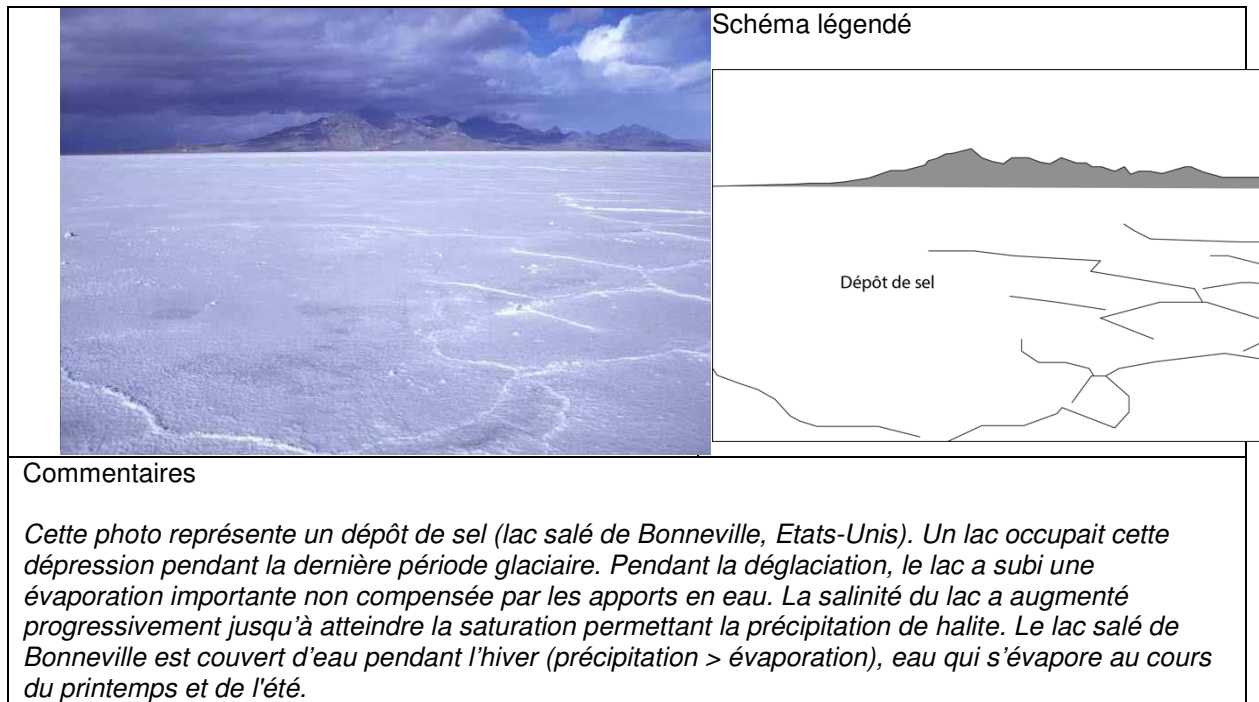 Schéma légendé
Dépôt de sel
Commentaires
Cette photo représente un dépôt de sel (lac salé de Bonneville, Etats-Unis). Un lac occupait cette
dépression pendant la dernière période glaciaire. Pendant la déglaciation, le lac a subi une
évaporation importante non compensée par les apports en eau. La salinité du lac a augmenté
progressivement jusqu’à atteindre la saturation permettant la précipitation de halite. Le lac salé de
Bonneville est couvert d’eau pendant l’hiver (précipitation > évaporation), eau qui s’évapore au cours
du printemps et de l'été.